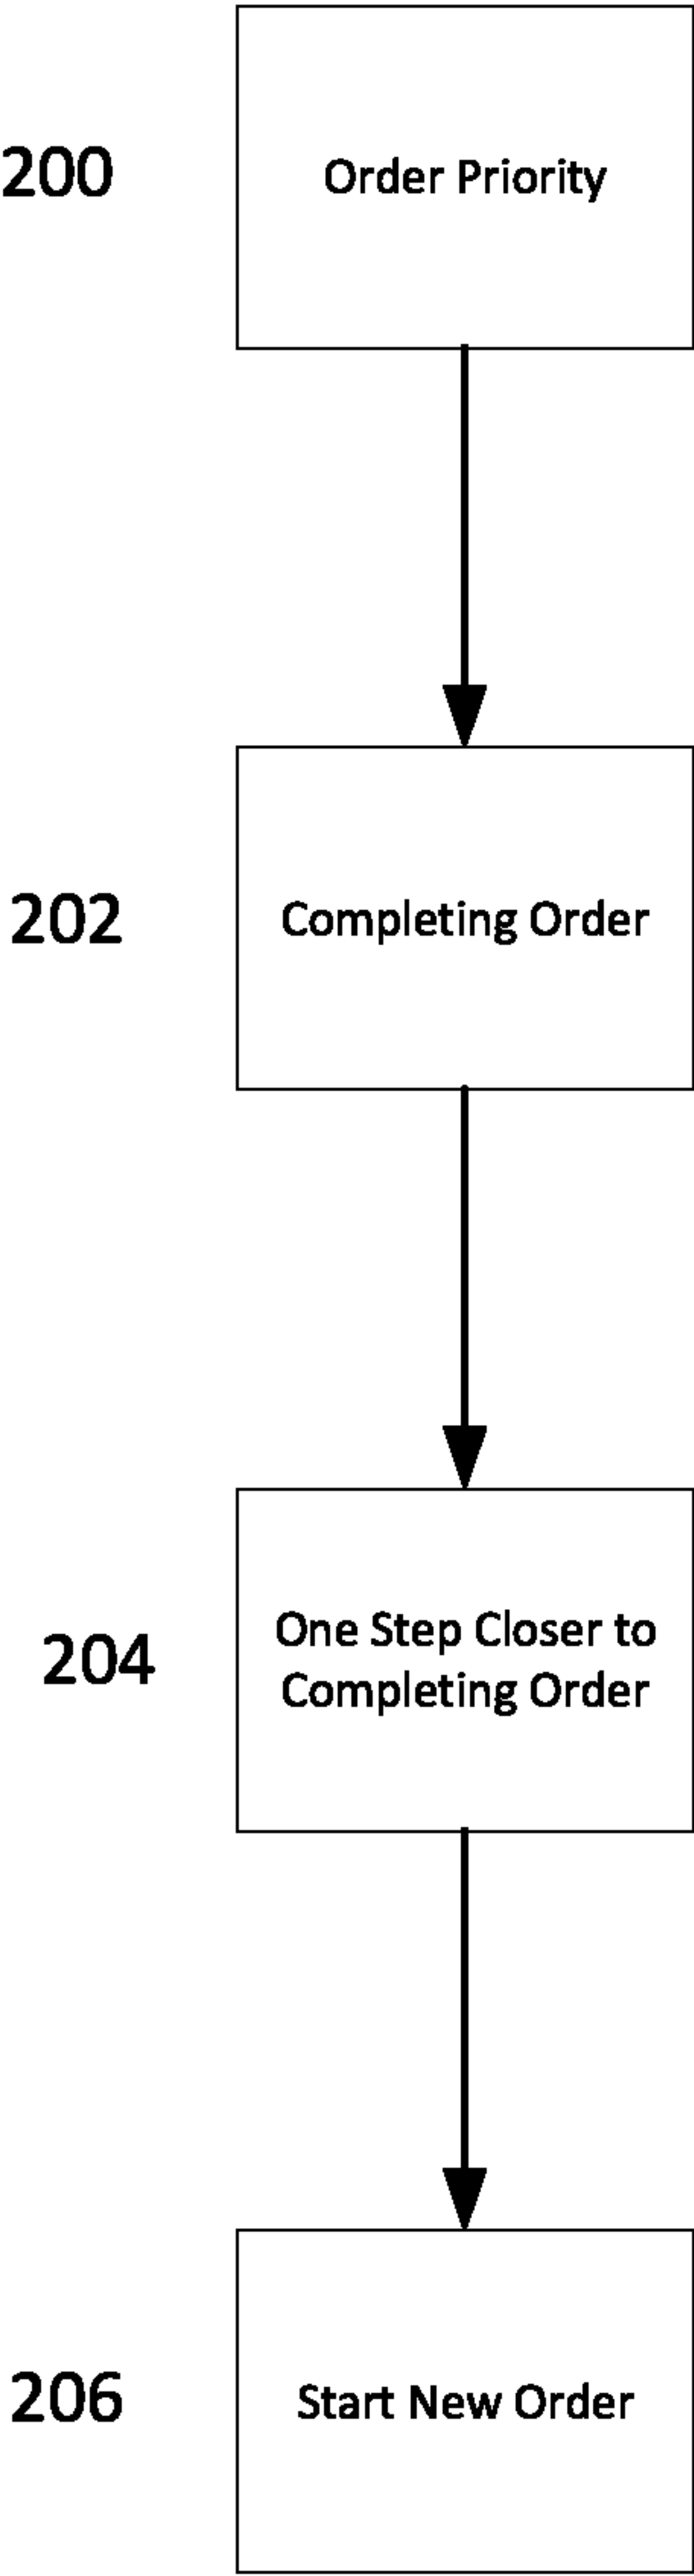 200
Order Priority
202
Completing Order
204
One Step Closer to
Completing Order
206
Start New Order